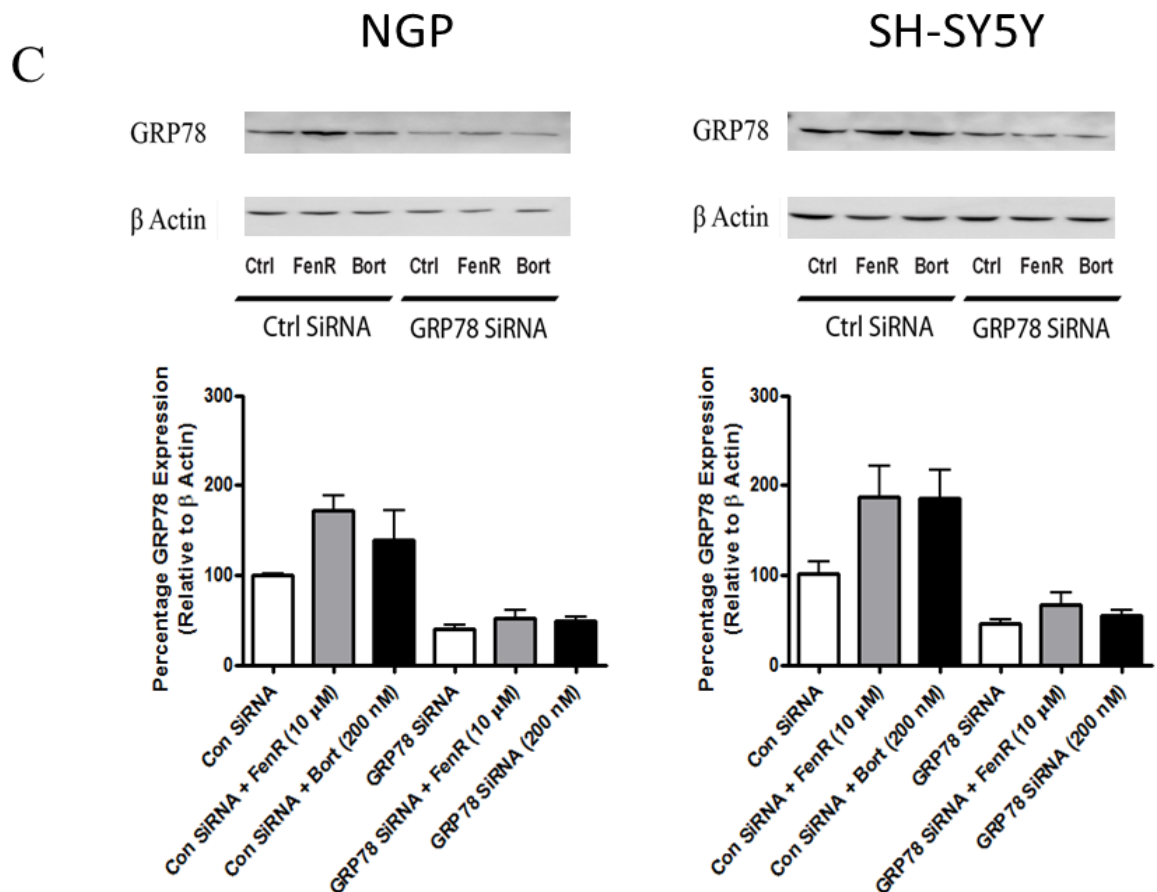 C
NGP
GRP78
β Actin
Ctrl FenR Bort Ctrl FenR Bort
Ctrl SiRNA GRP78 SiRNA
Percentage GRP78 Expression
(Relative to β Actin)
300
200
100
0
Con SiRNA
Con SiRNA + FenR (10 µM)
Con SiRNA + Bort (200 nM)
GRP78 SiRNA
GRP78 SiRNA + FenR (10 µM)
GRP78 SiRNA (200 nM)
SH-SY5Y
GRP78
β Actin
Ctrl FenR Bort Ctrl FenR Bort
Ctrl SiRNA GRP78 SiRNA
Percentage GRP78 Expression
(Relative to β Actin)
300
200
100
0
Con SiRNA
Con SiRNA + FenR (10 µM)
Con SiRNA + Bort (200 nM)
GRP78 SiRNA
GRP78 SiRNA + FenR (10 µM)
GRP78 SiRNA (200 nM)